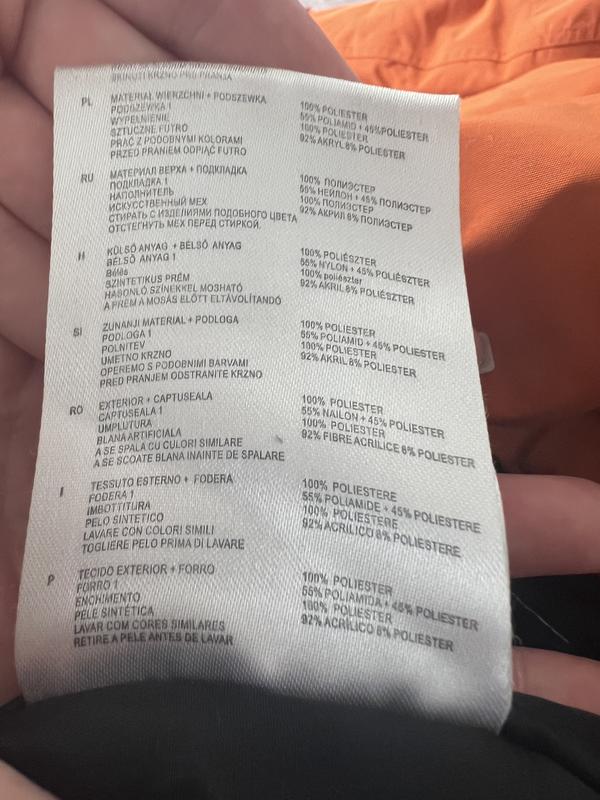 PRANJA
PL MATERIAŁ WIERZCHNI + PODSZEWKA 100% POLIESTER
PODSZEWKA 1 55% POLIAMID + 45% POLIESTER
WYPEŁNIENIE 100% POLIESTER
SZTUCZNE FUTRO 92% AKRYL 8% POLIESTER
PRAĆ Z PODOBNYMI KOLORAMI
PRZED PRANIEM ODPIĄĆ FUTRO
RU МАТЕРИАЛ ВЕРХА + ПОДКЛАДКА 100% ПОЛИЭСТЕР
ПОДКЛАДКА 1 55% НЕЙЛОН + 45% ПОЛИЭСТЕР
НАПОЛНИТЕЛЬ 100% ПОЛИЭСТЕР
ИСКУССТВЕННЫЙ МЕХ 92% АКРИЛ 8% ПОЛИЭСТЕР
СТИРАТЬ С ИЗДЕЛИЯМИ ПОДОБНОГО ЦВЕТА
ОТСТЕГНУТЬ МЕХ ПЕРЕД СТИРКОЙ.
H KÜLSŐ ANYAG + BÉLSŐ ANYAG 100% POLIÉSZTER
BÉLSŐ ANYAG 1 55% NYLON + 45% POLIÉSZTER
Bélés 100% poliészter
SZINTETIKUS PRÉM 92% AKRIL 8% POLIÉSZTER
HASONLÓ SZÍNEKKEL MOSHATÓ
A PRÉM A MOSÁS ELŐTT ELTÁVOLÍTANDÓ
SI ZUNANJI MATERIAL + PODLOGA 100% POLIESTER
PODLOGA 1 55% POLIAMID + 45% POLIESTER
POLNITEV 100% POLIESTER
UMETNO KRZNO 92% AKRIL 8% POLIESTER
OPEREMO S PODOBNIMI BARVAMI
PRED PRANJEM ODSTRANITE KRZNO
RO EXTERIOR + CAPTUSEALA 100% POLIESTER
CAPTUSEALA 1 55% NAILON + 45% POLIESTER
UMPLUTURA 100% POLIESTER
BLANA ARTIFICIALA 92% FIBRE ACRILICE 8% POLIESTER
A SE SPALA CU CULORI SIMILARE
A SE SCOATE BLANA INAINTE DE SPALARE
I TESSUTO ESTERNO + FODERA 100% POLIESTERE
FODERA 1 55% POLIAMIDE + 45% POLIESTERE
IMBOTTITURA 100% POLIESTERE
PELO SINTETICO 92% ACRILICO 8% POLIESTERE
LAVARE CON COLORI SIMILI
TOGLIERE PELO PRIMA DI LAVARE
P TECIDO EXTERIOR + FORRO 100% POLIESTER
FORRO 1 55% POLIAMIDA + 45% POLIESTER
ENCHIMENTO 100% POLIESTER
PELE SINTÉTICA 92% ACRÍLICO 8% POLIESTER
LAVAR COM CORES SIMILARES
RETIRE A PELE ANTES DE LAVAR